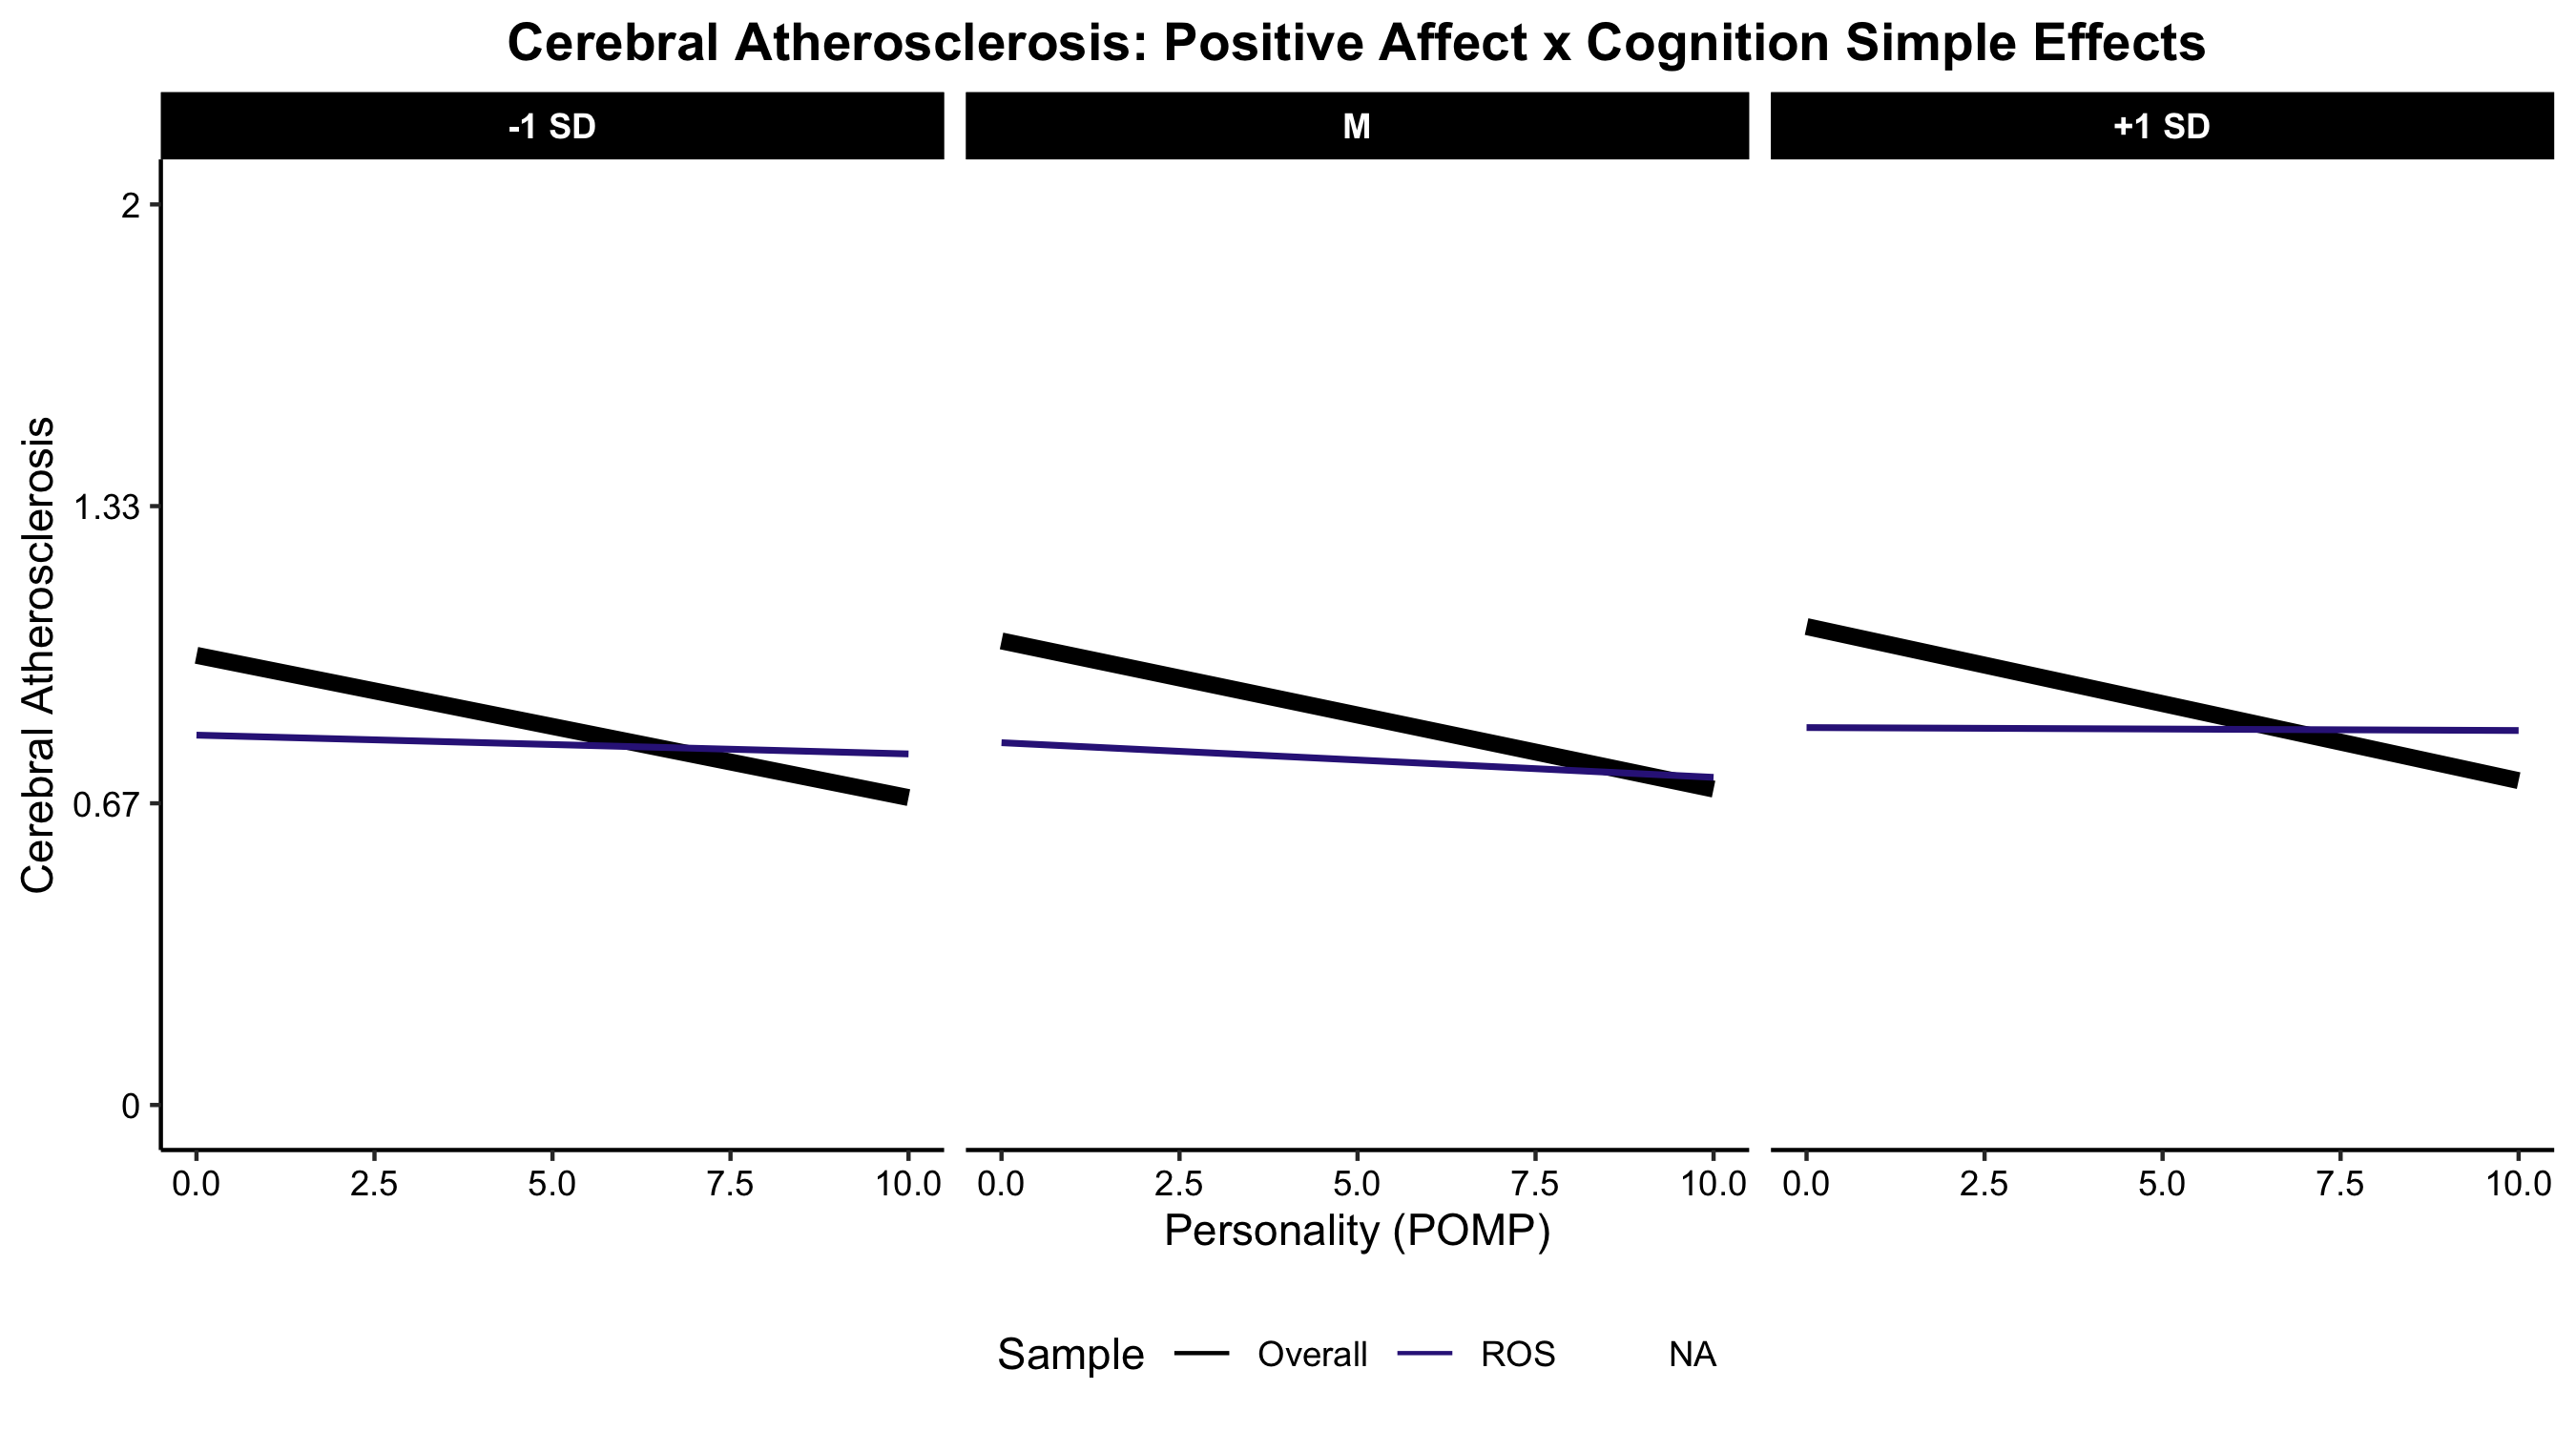 Cerebral Atherosclerosis: Positive Affect x Cognition Simple Effects
-1 SD
M
+1 SD
Cerebral Atherosclerosis
2
1.33
0.67
0
0.0 2.5 5.0 7.5 10.0
0.0 2.5 5.0 7.5 10.0
0.0 2.5 5.0 7.5 10.0
Personality (POMP)
Sample Overall ROS NA